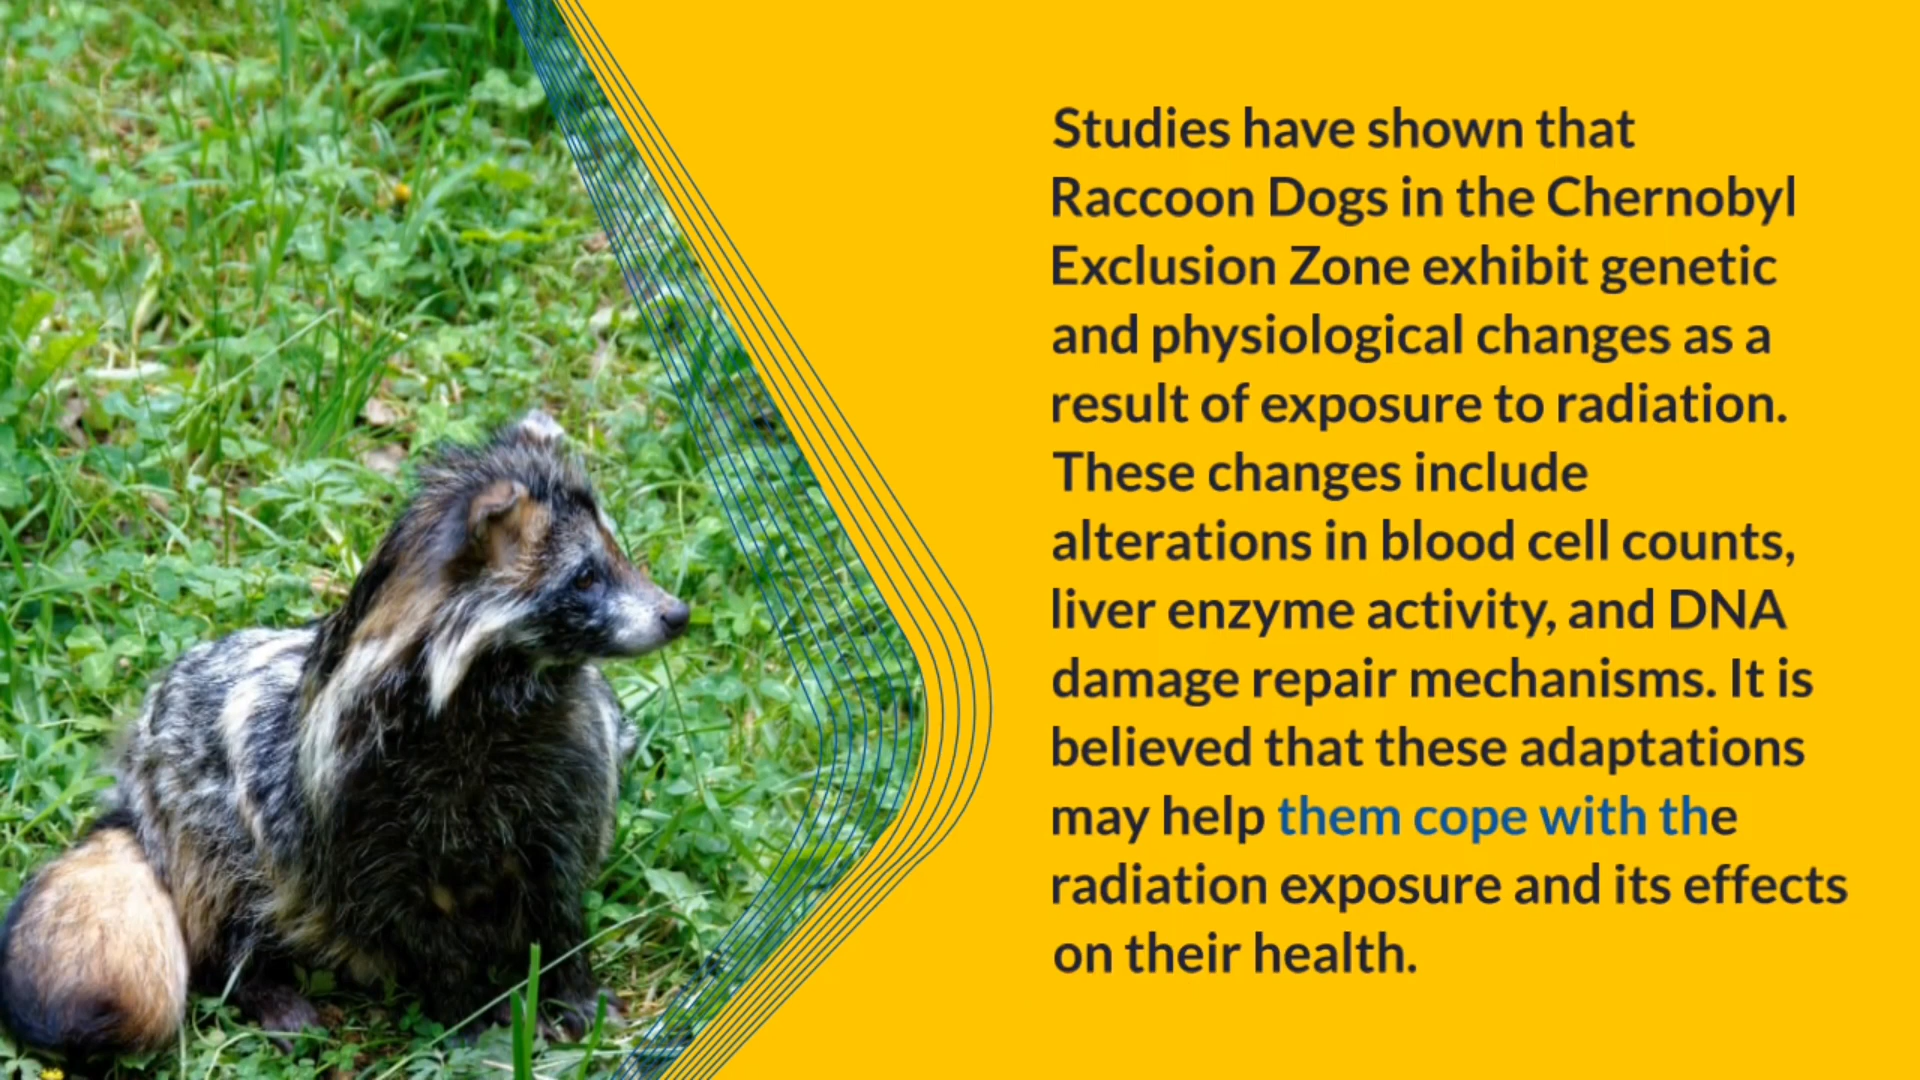 Studies have shown that
Raccoon Dogs in the Chernobyl
Exclusion Zone exhibit genetic
and physiological changes as a
result of exposure to radiation.
These changes include
alterations in blood cell counts,
liver enzyme activity, and DNA
damage repair mechanisms. It is
believed that these adaptations
may help them cope with the
radiation exposure and its effects
on their health.